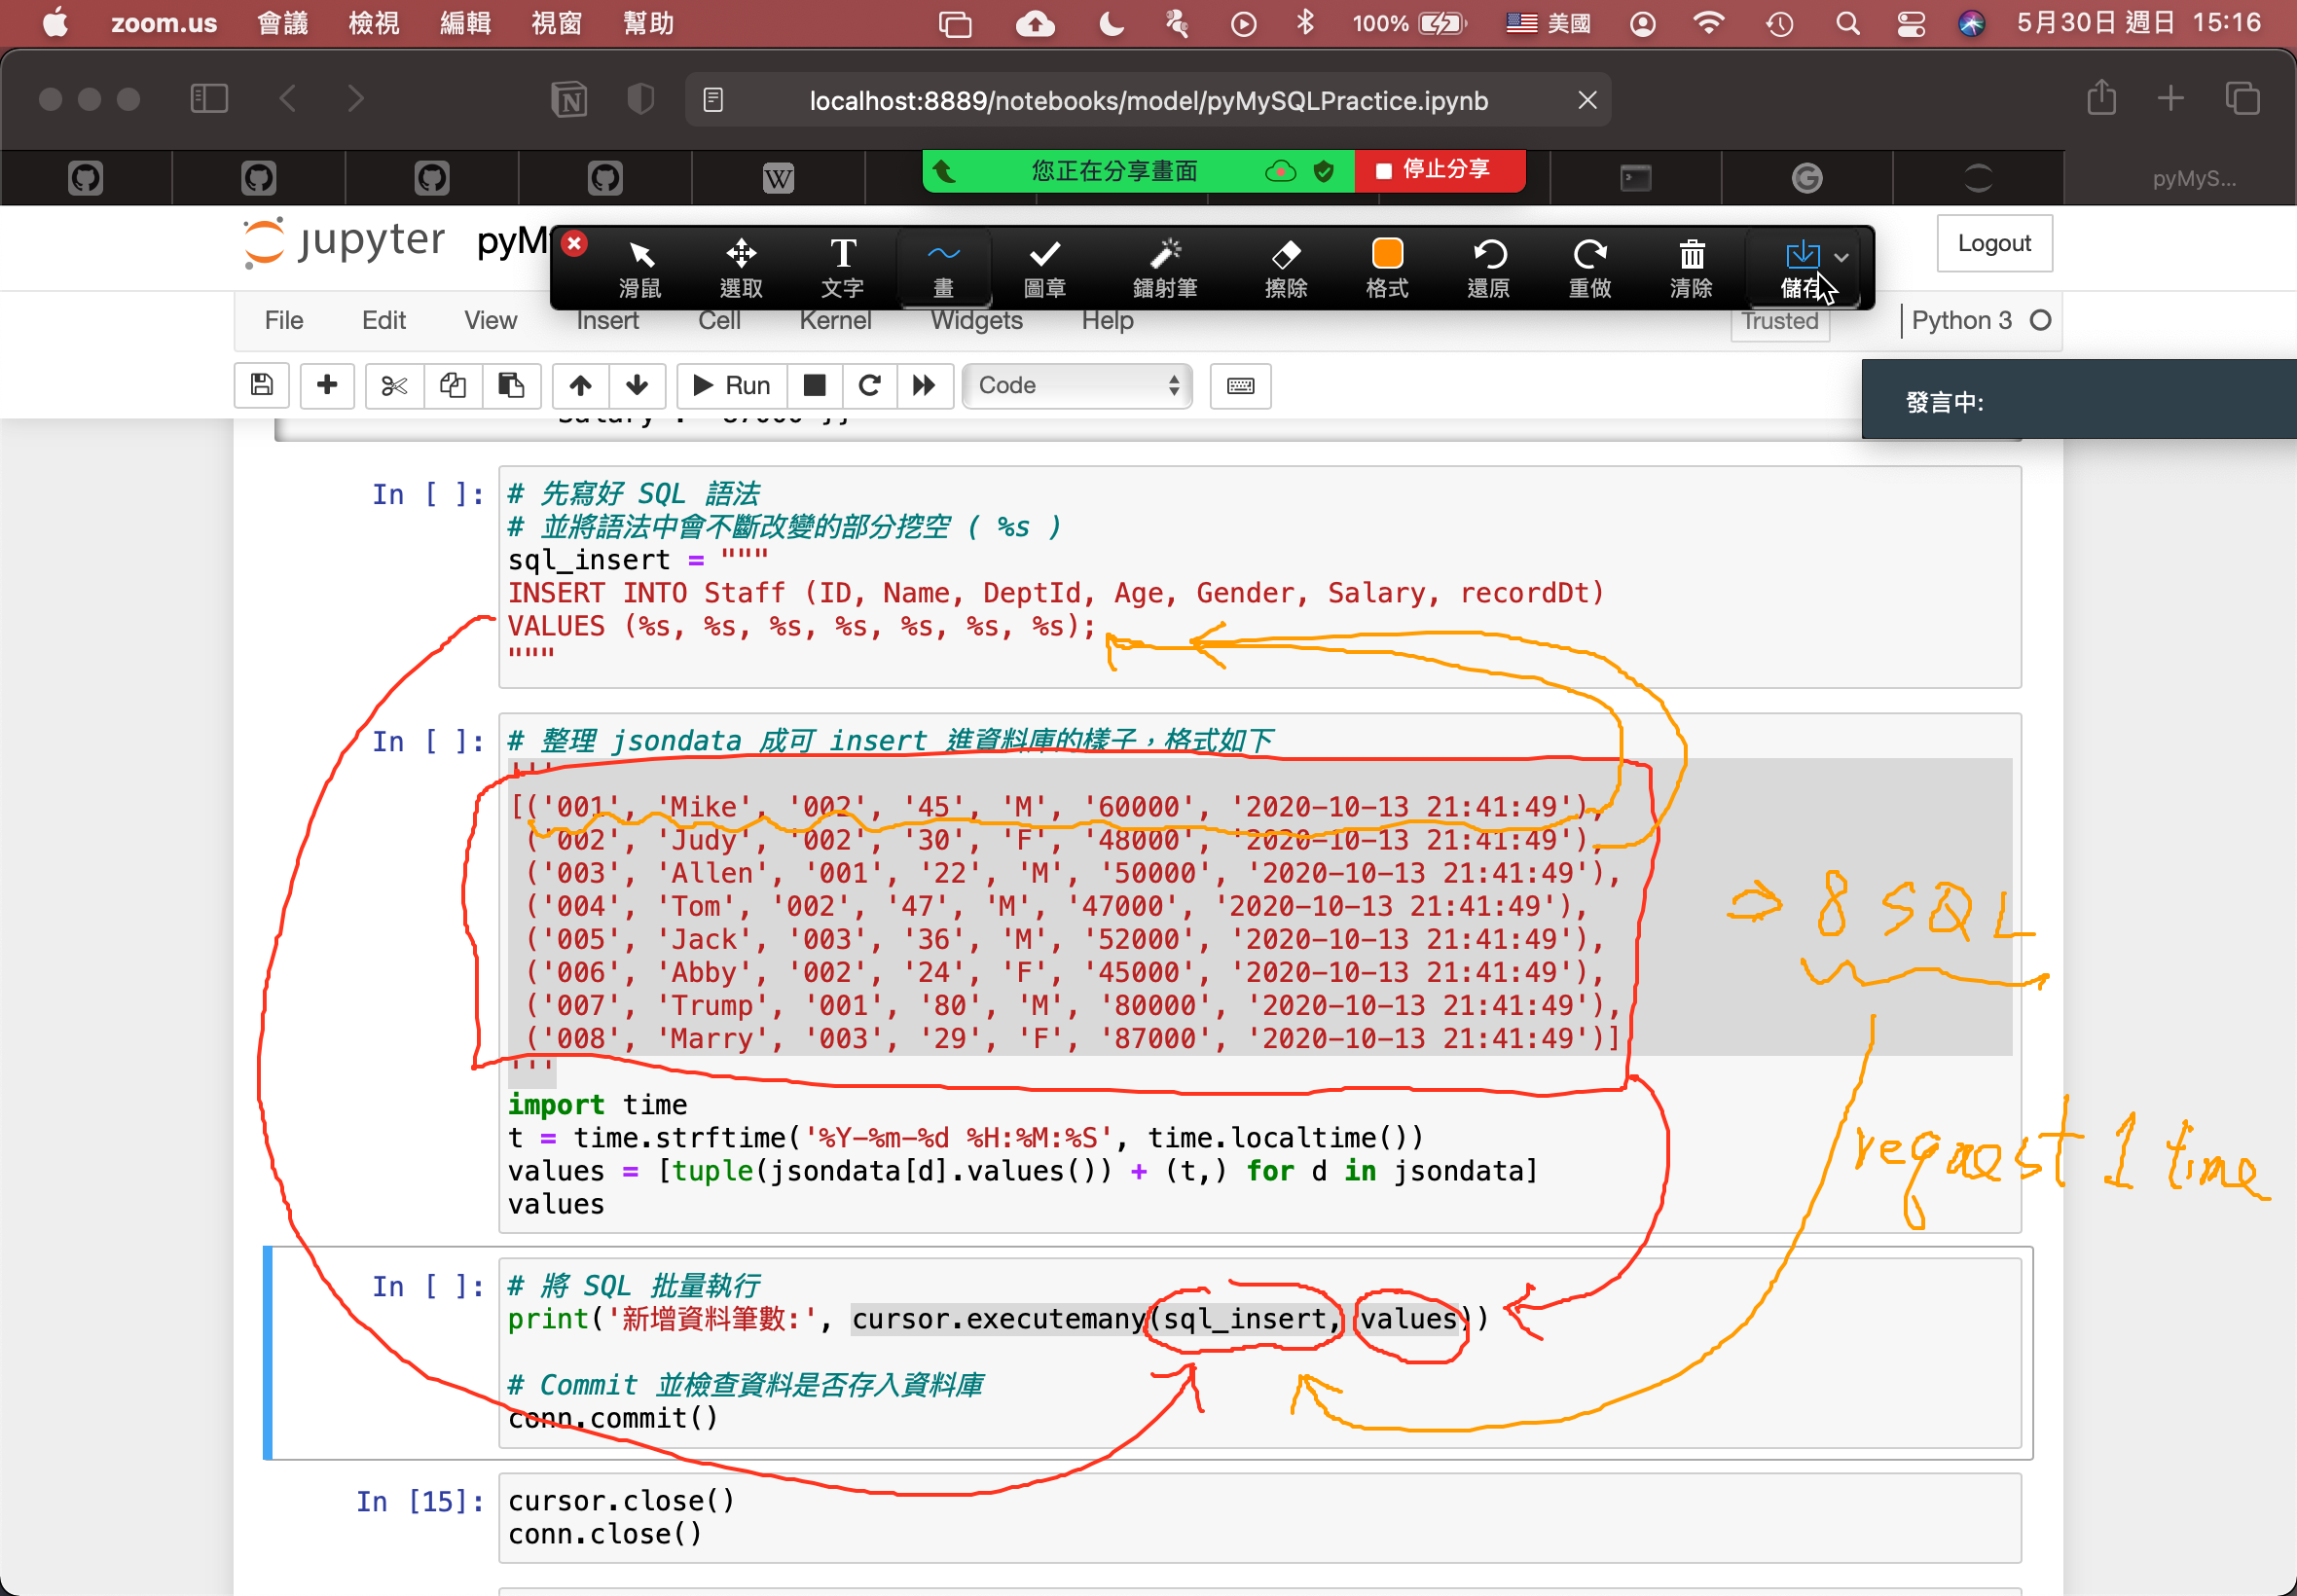 zoom.us 會議 檢視 編輯 視窗 幫助 100% 美國 5月30日 週日 15:16
localhost:8889/notebooks/model/pyMySQLPractice.ipynb
W 您正在分享畫面 停止分享 G pyMyS...
jupyter pyM
滑鼠 選取 文字 畫 圖章 鐳射筆 擦除 格式 還原 重做 清除 儲存
Logout
File Edit View Insert Cell Kernel Widgets Help Trusted Python 3
Run Code
發言中:
In [ ]: # 先寫好 SQL 語法
# 並將語法中會不斷改變的部分挖空 ( %s )
sql_insert = """
INSERT INTO Staff (ID, Name, DeptId, Age, Gender, Salary, recordDt)
VALUES (%s, %s, %s, %s, %s, %s, %s);
"""
In [ ]: # 整理 jsondata 成可 insert 進資料庫的樣子，格式如下
'''
[('001', 'Mike', '002', '45', 'M', '60000', '2020-10-13 21:41:49'),
('002', 'Judy', '002', '30', 'F', '48000', '2020-10-13 21:41:49'),
('003', 'Allen', '001', '22', 'M', '50000', '2020-10-13 21:41:49'),
('004', 'Tom', '002', '47', 'M', '47000', '2020-10-13 21:41:49'),
('005', 'Jack', '003', '36', 'M', '52000', '2020-10-13 21:41:49'),
('006', 'Abby', '002', '24', 'F', '45000', '2020-10-13 21:41:49'),
('007', 'Trump', '001', '80', 'M', '80000', '2020-10-13 21:41:49'),
('008', 'Marry', '003', '29', 'F', '87000', '2020-10-13 21:41:49')]
'''
⇒ 8 SQL
request 1 time
import time
t = time.strftime('%Y-%m-%d %H:%M:%S', time.localtime())
values = [tuple(jsondata[d].values()) + (t,) for d in jsondata]
values
In [ ]: # 將 SQL 批量執行
print('新增資料筆數:', cursor.executemany(sql_insert, values))
# Commit 並檢查資料是否存入資料庫
conn.commit()
In [15]: cursor.close()
conn.close()